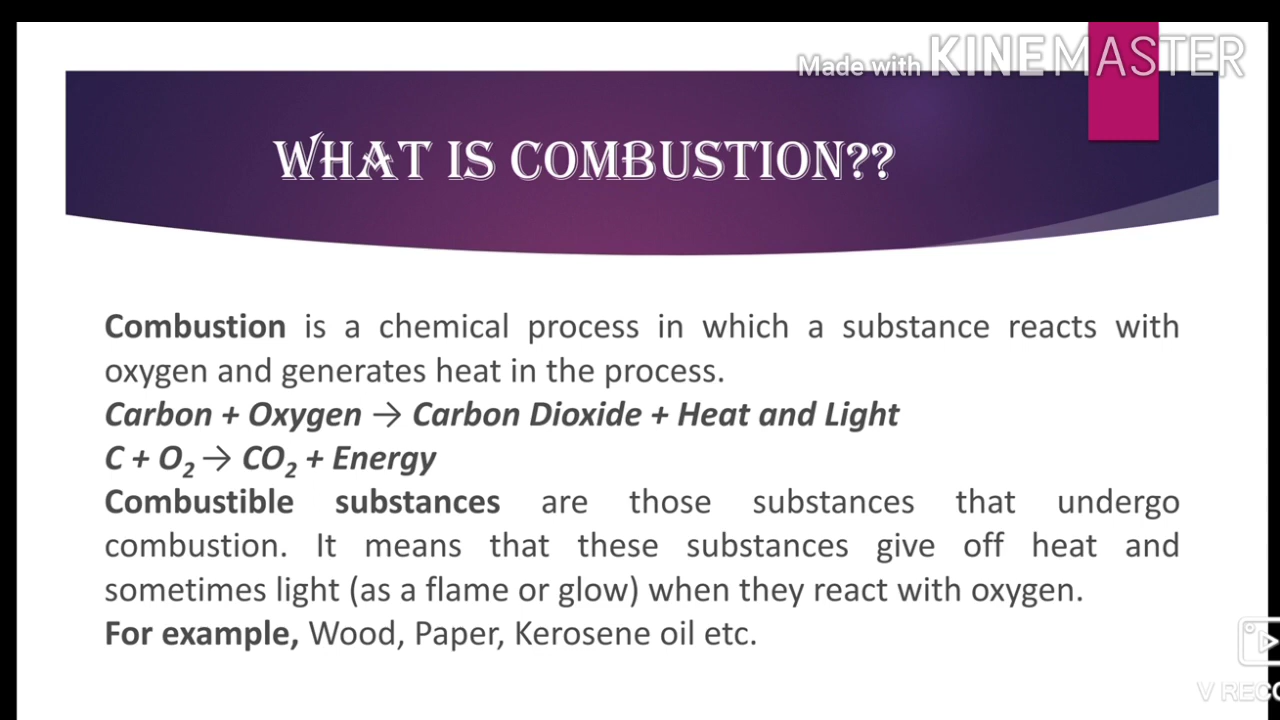 Made with KINEMASTER
WHAT IS COMBUSTION??
Combustion is a chemical process in which a substance reacts with
oxygen and generates heat in the process.
Carbon + Oxygen → Carbon Dioxide + Heat and Light
C + O₂ → CO₂ + Energy
Combustible substances are those substances that undergo
combustion. It means that these substances give off heat and
sometimes light (as a flame or glow) when they react with oxygen.
For example, Wood, Paper, Kerosene oil etc.
V RECO